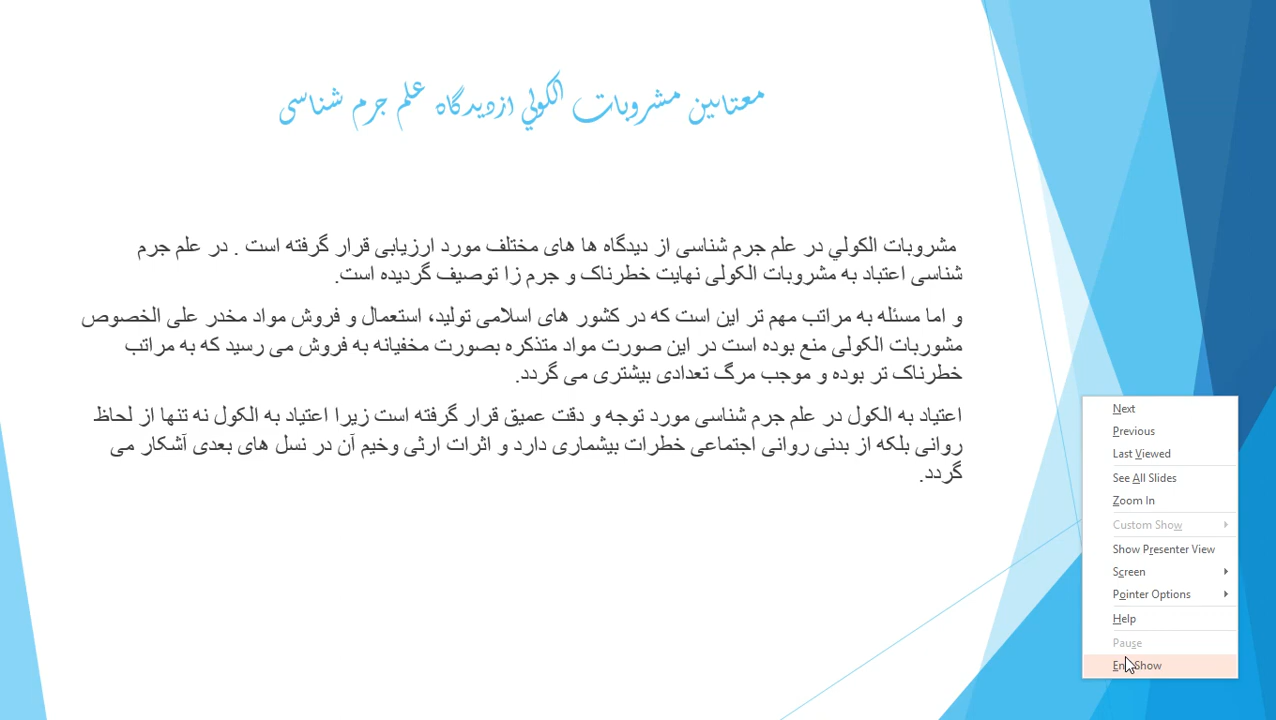 معتادین مشروبات الكولي ازدیدگاه علم جرم شناسی
مشروبات الكولي در علم جرم شناسی از دیدگاه ها های مختلف مورد ارزیابی قرار گرفته است . در علم جرم
شناسی اعتباد به مشروبات الکولی نهایت خطرناک و جرم زا توصیف گردیده است.
و اما مسئله به مراتب مهم تر این است که در کشور های اسلامی تولید، استعمال و فروش مواد مخدر علی الخصوص
مشوربات الکولی منع بوده است در این صورت مواد متذکره بصورت مخفیانه به فروش می رسید که به مراتب
خطرناک تر بوده و موجب مرگ تعدادی بیشتری می گردد.
اعتیاد به الکول در علم جرم شناسی مورد توجه و دقت عمیق قرار گرفته است زیرا اعتیاد به الکول نه تنها از لحاظ
روانی بلکه از بدنی روانی اجتماعی خطرات بیشماری دارد و اثرات ارثی وخیم آن در نسل های بعدی آشکار می
گردد.
Next
Previous
Last Viewed
See All Slides
Zoom In
Custom Show
Show Presenter View
Screen
Pointer Options
Help
Pause
End Show